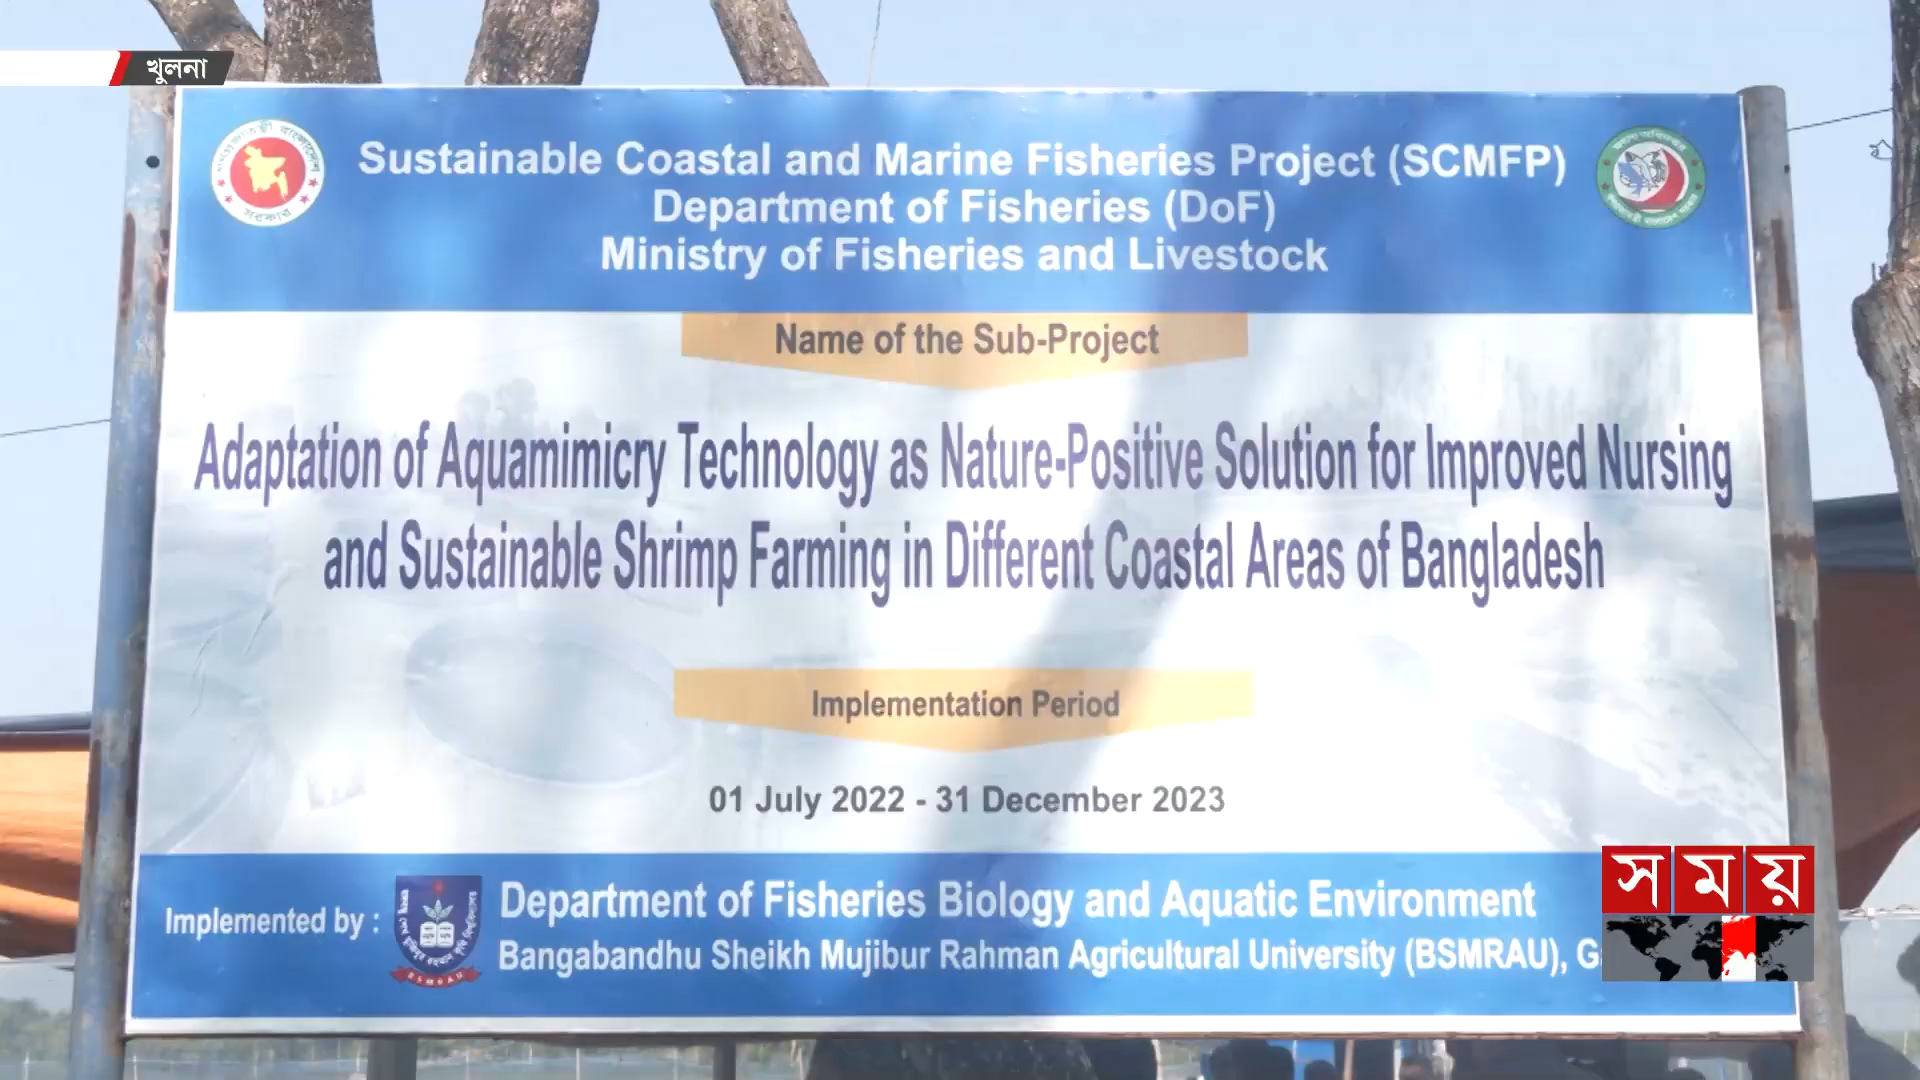 খুলনা
Sustainable Coastal and Marine Fisheries Project (SCMFP)
Department of Fisheries (DoF)
Ministry of Fisheries and Livestock
Name of the Sub-Project
Adaptation of Aquamimicry Technology as Nature-Positive Solution for Improved Nursing
and Sustainable Shrimp Farming in Different Coastal Areas of Bangladesh
Implementation Period
01 July 2022 - 31 December 2023
Implemented by :
Department of Fisheries Biology and Aquatic Environment
Bangabandhu Sheikh Mujibur Rahman Agricultural University (BSMRAU),
BSMRAU
সময়